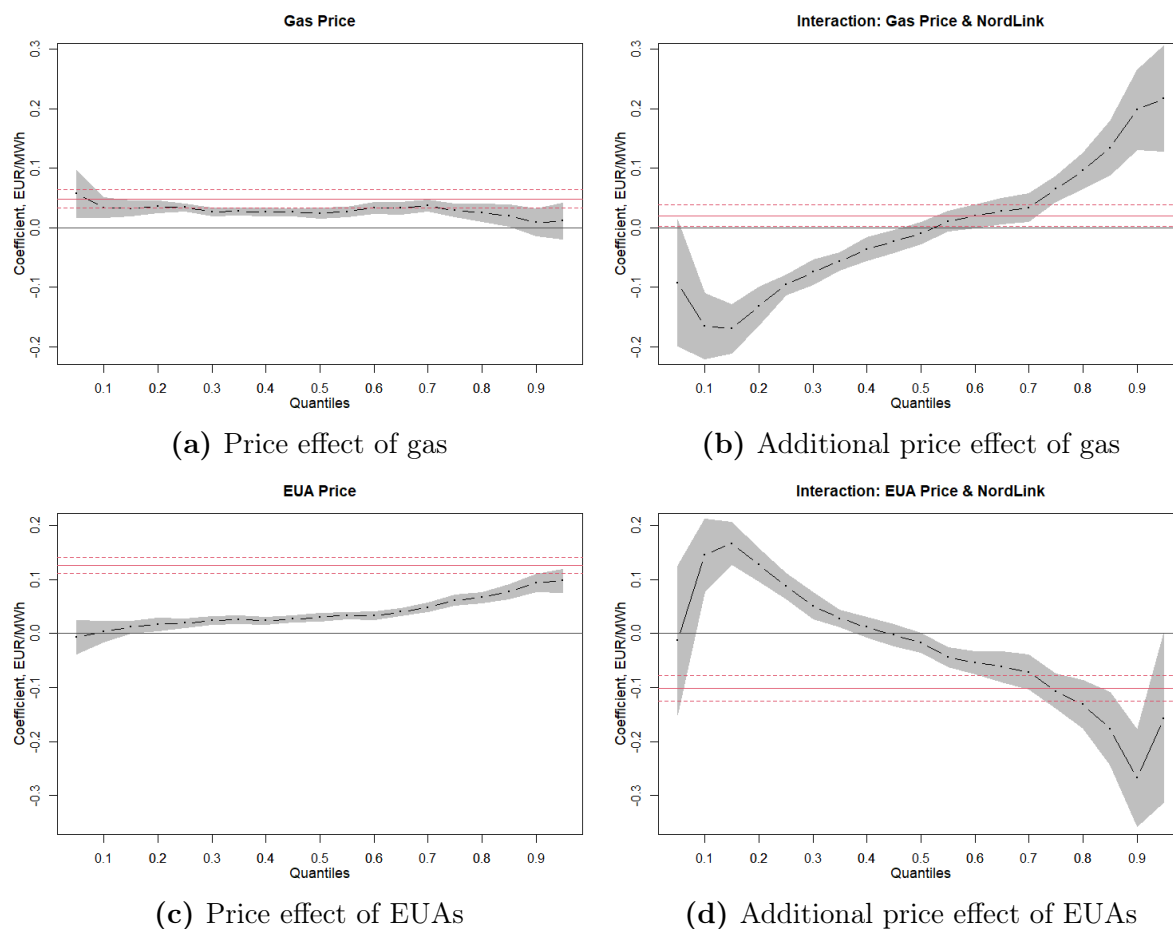 Gas Price
Coefficient, EUR/MWh
0.3
0.2
0.1
0.0
-0.1
-0.2
0.1 0.2 0.3 0.4 0.5 0.6 0.7 0.8 0.9
Quantiles
(a) Price effect of gas
Interaction: Gas Price & NordLink
Coefficient, EUR/MWh
0.3
0.2
0.1
0.0
-0.1
-0.2
0.1 0.2 0.3 0.4 0.5 0.6 0.7 0.8 0.9
Quantiles
(b) Additional price effect of gas
EUA Price
Coefficient, EUR/MWh
0.2
0.1
0.0
-0.1
-0.2
-0.3
0.1 0.2 0.3 0.4 0.5 0.6 0.7 0.8 0.9
Quantiles
(c) Price effect of EUAs
Interaction: EUA Price & NordLink
Coefficient, EUR/MWh
0.2
0.1
0.0
-0.1
-0.2
-0.3
0.1 0.2 0.3 0.4 0.5 0.6 0.7 0.8 0.9
Quantiles
(d) Additional price effect of EUAs